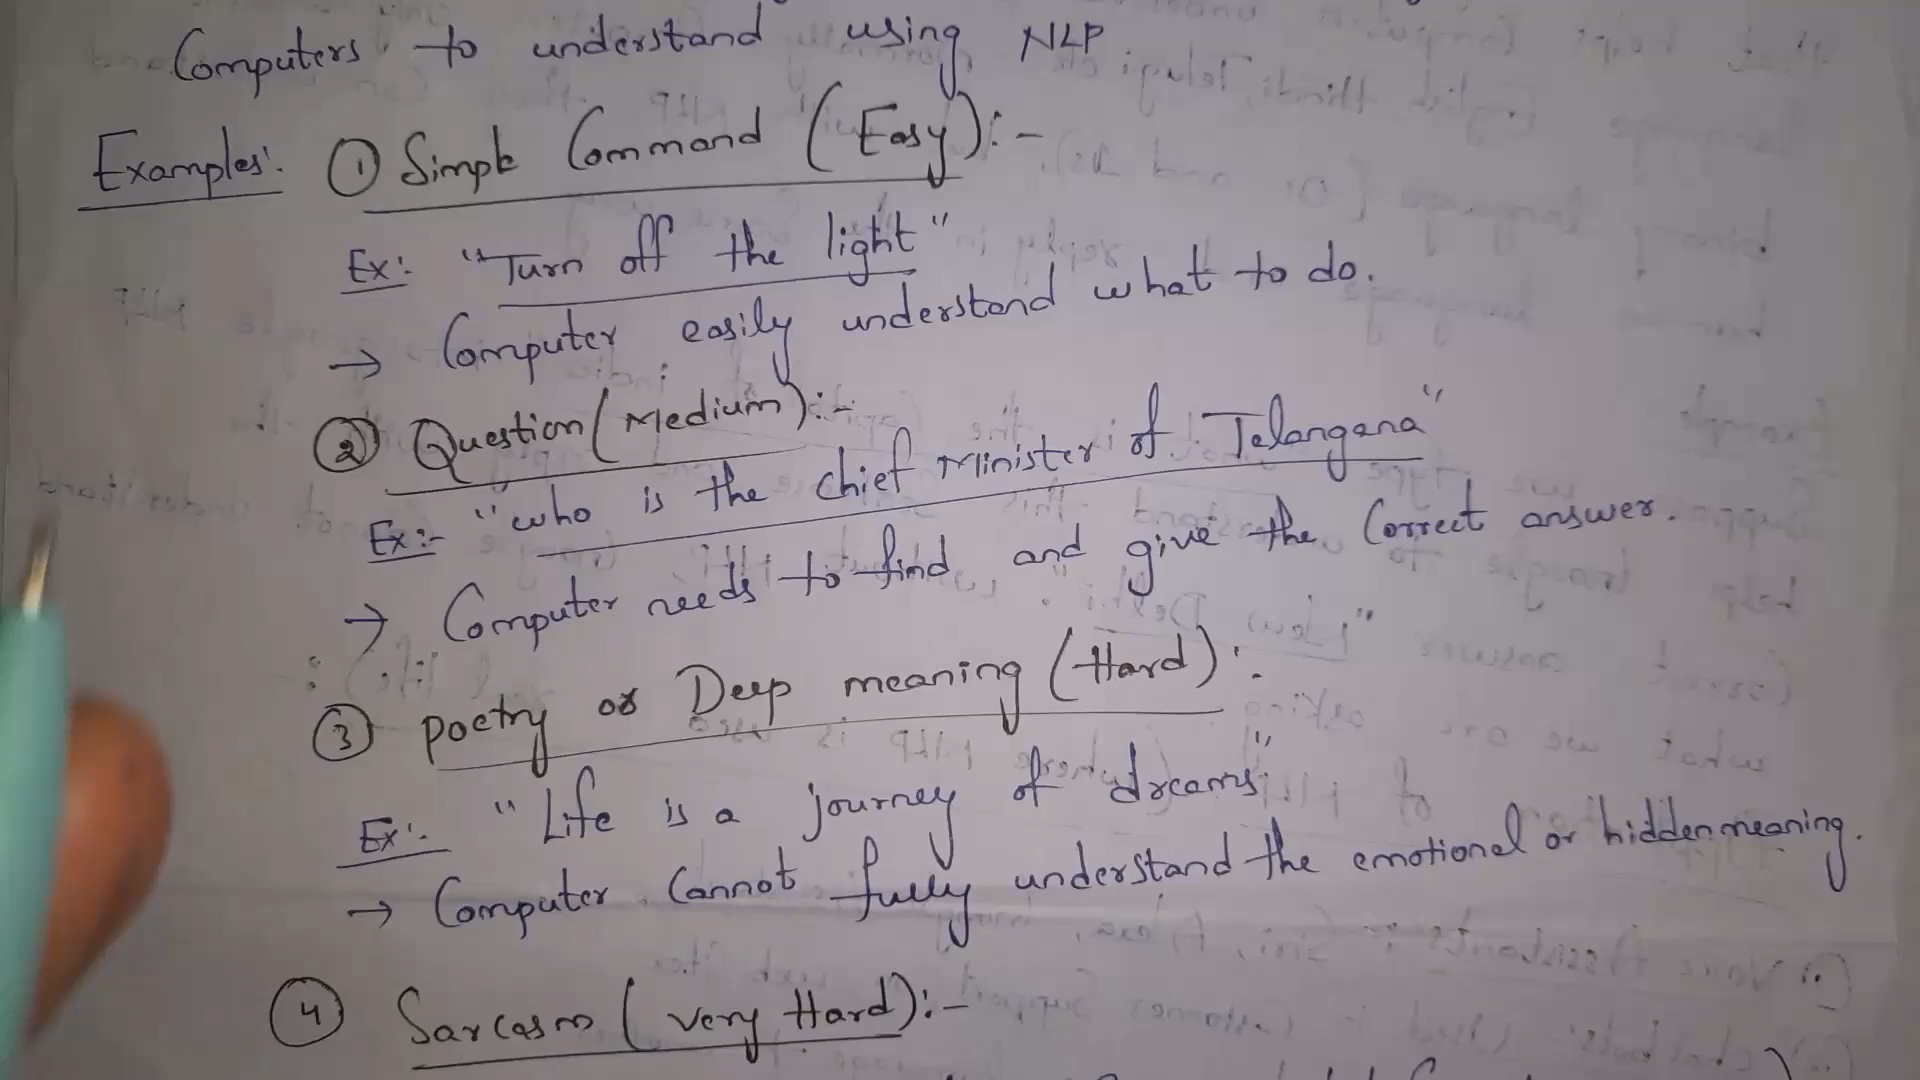 Computers to understand using NLP.
Examples: ① Simple Command (Easy):-
Ex: "Turn off the light"
→ Computer easily understand what to do.
② Question (Medium):-
Ex:- "who is the chief Minister of Telangana"
→ Computer needs to find and give the Correct answer.
③ poetry or Deep meaning (Hard):-
Ex:- "Life is a journey of dreams"
→ Computer Cannot fully understand the emotional or hidden meaning.
④ Sarcasm (very Hard):-